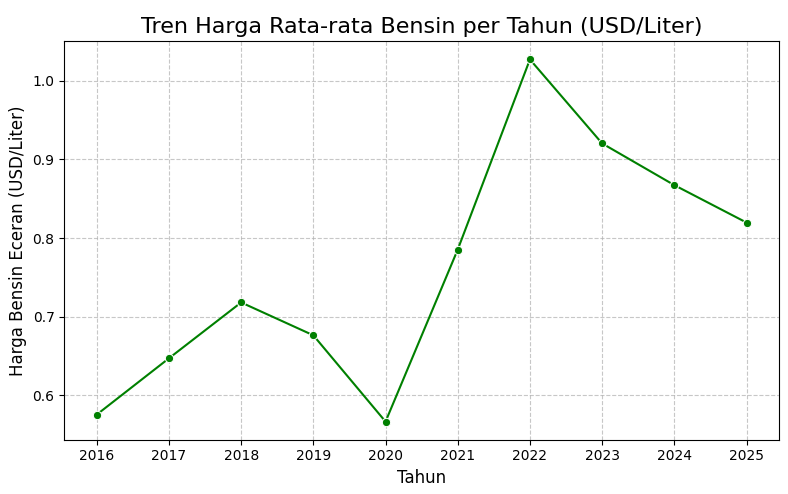 Tren Harga Rata-rata Bensin per Tahun (USD/Liter)
Harga Bensin Eceran (USD/Liter)
1.0
0.9
0.8
0.7
0.6
2016 2017 2018 2019 2020 2021 2022 2023 2024 2025
Tahun